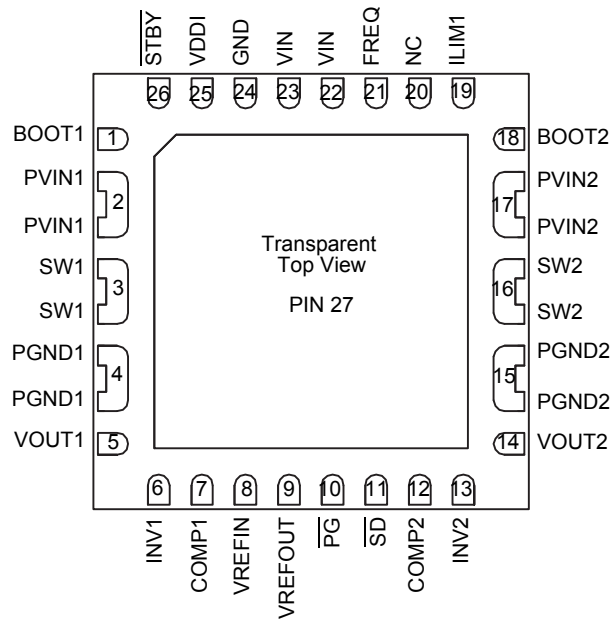 STBY
VDDI
GND
VIN
VIN
FREQ
NC
ILIM1
26
25
24
23
22
21
20
19
BOOT1
1
18
BOOT2
PVIN1
PVIN1
2
17
PVIN2
PVIN2
Transparent
Top View
PIN 27
SW1
SW1
3
16
SW2
SW2
PGND1
PGND1
4
15
PGND2
PGND2
VOUT1
5
14
VOUT2
6
7
8
9
10
11
12
13
INV1
COMP1
VREFIN
VREFOUT
PG
SD
COMP2
INV2